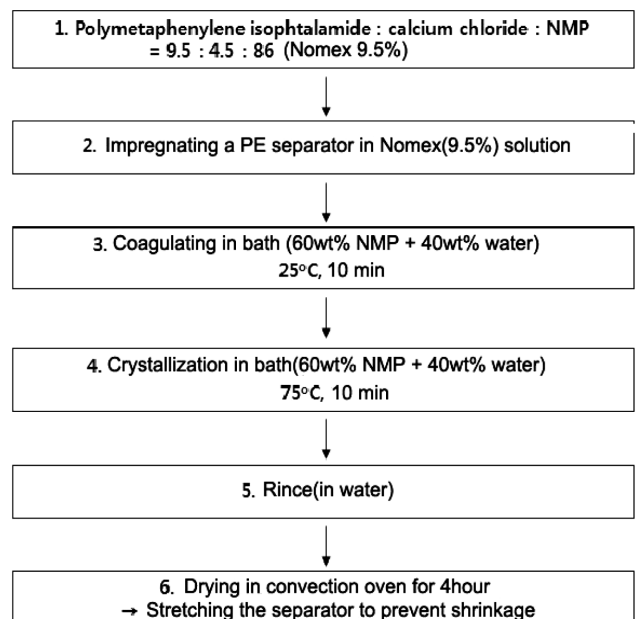 1. Polymetaphenylene isophtalamide : calcium chloride : NMP
= 9.5 : 4.5 : 86 (Nomex 9.5%)
2. Impregnating a PE separator in Nomex(9.5%) solution
3. Coagulating in bath (60wt% NMP + 40wt% water)
25°C, 10 min
4. Crystallization in bath(60wt% NMP + 40wt% water)
75°C, 10 min
5. Rince(in water)
6. Drying in convection oven for 4hour
→ Stretching the separator to prevent shrinkage